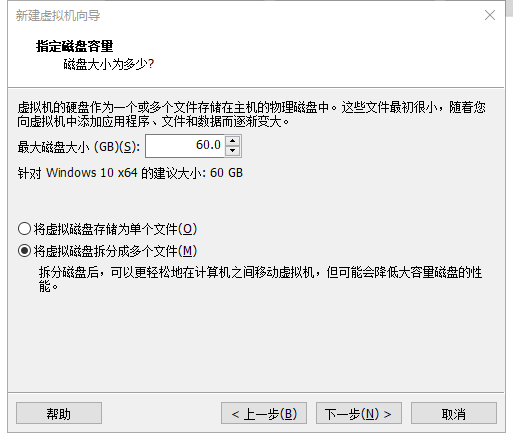 新建虚拟机向导
指定磁盘容量
磁盘大小为多少?
虚拟机的硬盘作为一个或多个文件存储在主机的物理磁盘中。这些文件最初很小，随着您
向虚拟机中添加应用程序、文件和数据而逐渐变大。
最大磁盘大小 (GB)(S): 60.0
针对 Windows 10 x64 的建议大小: 60 GB
将虚拟磁盘存储为单个文件(O)
将虚拟磁盘拆分成多个文件(M)
拆分磁盘后，可以更轻松地在计算机之间移动虚拟机，但可能会降低大容量磁盘的性
能。
帮助 < 上一步(B) 下一步(N) > 取消